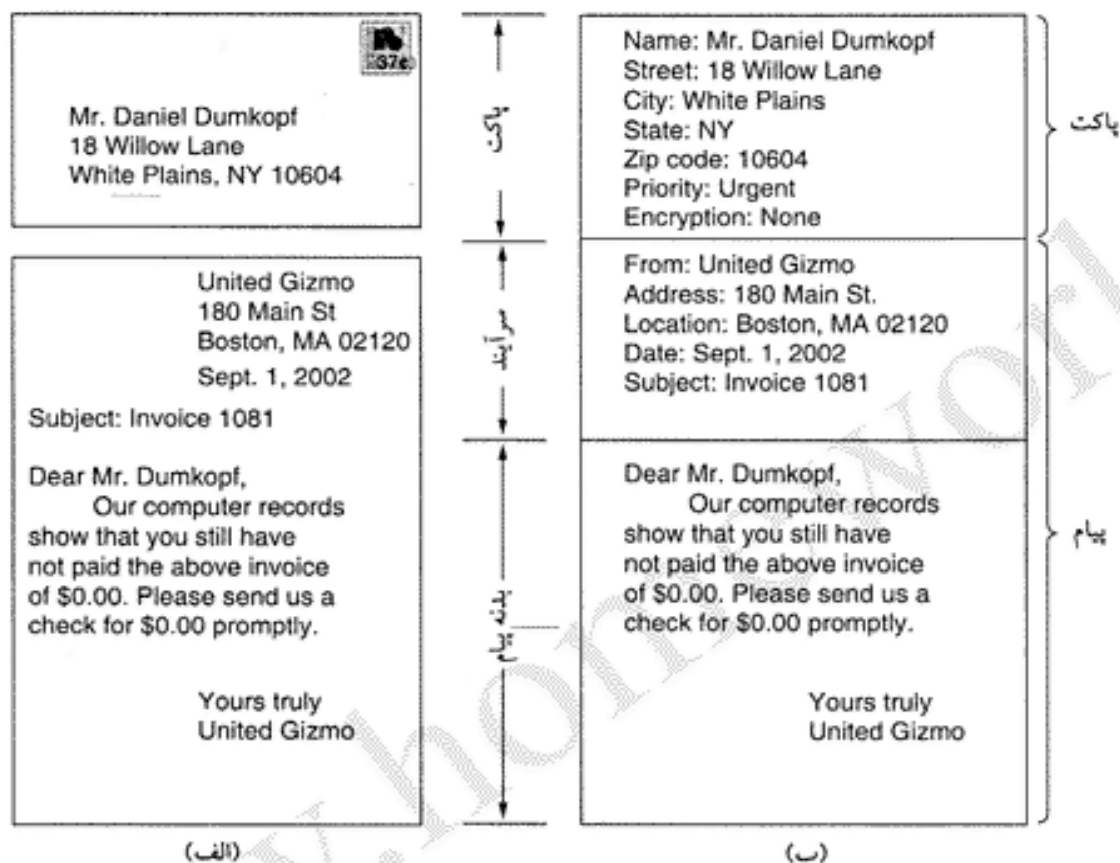 37¢
Mr. Daniel Dumkopf
18 Willow Lane
White Plains, NY 10604
United Gizmo
180 Main St
Boston, MA 02120
Sept. 1, 2002
Subject: Invoice 1081
Dear Mr. Dumkopf,
Our computer records
show that you still have
not paid the above invoice
of $0.00. Please send us a
check for $0.00 promptly.
Yours truly
United Gizmo
(الف)
پاکت
سرآیند
بدنه پیام
Name: Mr. Daniel Dumkopf
Street: 18 Willow Lane
City: White Plains
State: NY
Zip code: 10604
Priority: Urgent
Encryption: None
From: United Gizmo
Address: 180 Main St.
Location: Boston, MA 02120
Date: Sept. 1, 2002
Subject: Invoice 1081
Dear Mr. Dumkopf,
Our computer records
show that you still have
not paid the above invoice
of $0.00. Please send us a
check for $0.00 promptly.
Yours truly
United Gizmo
(ب)
پاکت
پیام